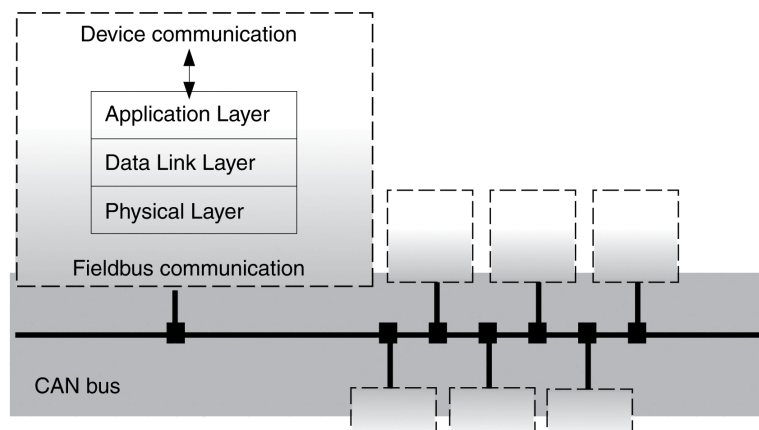 Device communication
Application Layer
Data Link Layer
Physical Layer
Fieldbus communication
CAN bus